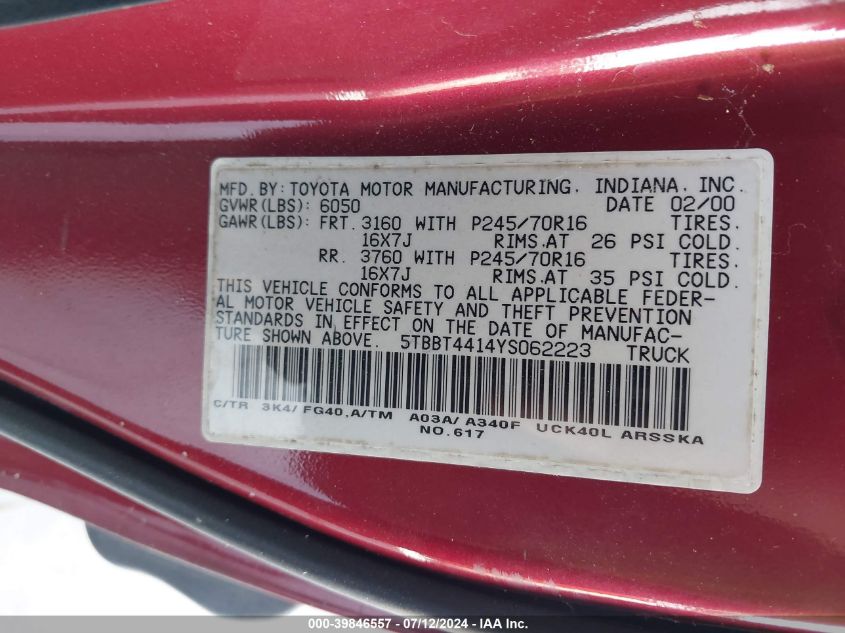 MFD. BY: TOYOTA MOTOR MANUFACTURING, INDIANA, INC.
GVWR(LBS): 6050 DATE 02/00
GAWR(LBS): FRT. 3160 WITH P245/70R16 TIRES,
16X7J RIMS.AT 26 PSI COLD.
RR. 3760 WITH P245/70R16 TIRES,
16X7J RIMS.AT 35 PSI COLD.
THIS VEHICLE CONFORMS TO ALL APPLICABLE FEDER-
AL MOTOR VEHICLE SAFETY AND THEFT PREVENTION
STANDARDS IN EFFECT ON THE DATE OF MANUFAC-
TURE SHOWN ABOVE. 5TBBT4414YS062223 TRUCK
C/TR 3K4/ FG40,A/TM A03A/ A340F UCK40L ARSSKA
NO.617
000-39846557 - 07/12/2024 - © IAA, Inc.